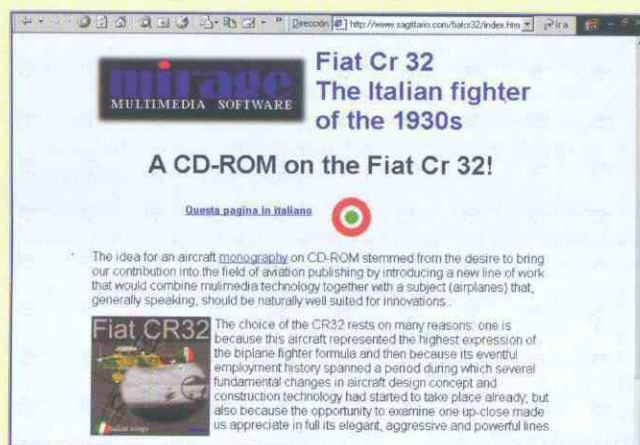 Dirección http://www.sagittario.com/fiatcr32/index.htm Ir a
mirage
MULTIMEDIA SOFTWARE
Fiat Cr 32
The Italian fighter
of the 1930s
A CD-ROM on the Fiat Cr 32!
Questa pagina in Italiano
The idea for an aircraft monography on CD-ROM stemmed from the desire to bring
our contribution into the field of aviation publishing by introducing a new line of work
that would combine mulimedia technology together with a subject (airplanes) that,
generally speaking, should be naturally well suited for innovations.
Fiat CR32
The choice of the CR32 rests on many reasons: one is
because this aircraft represented the highest expression of
the biplane fighter formula and then because its eventful
employment history spanned a period during which several
fundamental changes in aircraft design concept and
construction technology had started to take place already; but
also because the opportunity to examine one up-close made
us appreciate in full its elegant, aggressive and powerful lines.